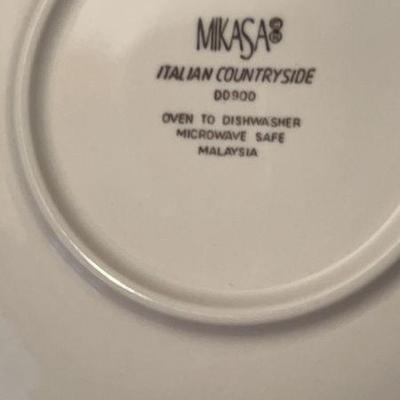 MIKASA
ITALIAN COUNTRYSIDE
DD900
OVEN TO DISHWASHER
MICROWAVE SAFE
MALAYSIA